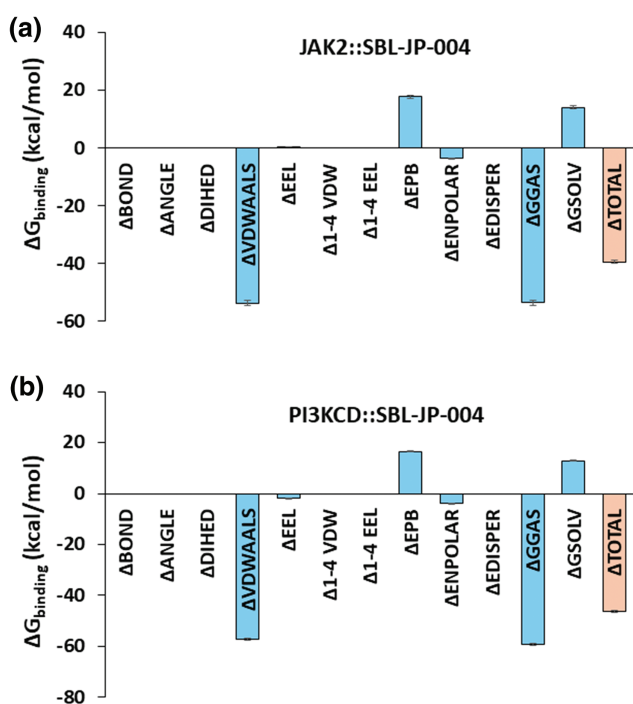 (a)
JAK2::SBL-JP-004
ΔGbinding (kcal/mol)
40
20
0
-20
-40
-60
ΔBOND
ΔANGLE
ΔDIHED
ΔVDWAALS
ΔEEL
Δ1-4 VDW
Δ1-4 EEL
ΔEPB
ΔENPOLAR
ΔEDISPER
ΔGGAS
ΔGSOLV
ΔTOTAL
(b)
PI3KCD::SBL-JP-004
ΔGbinding (kcal/mol)
40
20
0
-20
-40
-60
-80
ΔBOND
ΔANGLE
ΔDIHED
ΔVDWAALS
ΔEEL
Δ1-4 VDW
Δ1-4 EEL
ΔEPB
ΔENPOLAR
ΔEDISPER
ΔGGAS
ΔGSOLV
ΔTOTAL